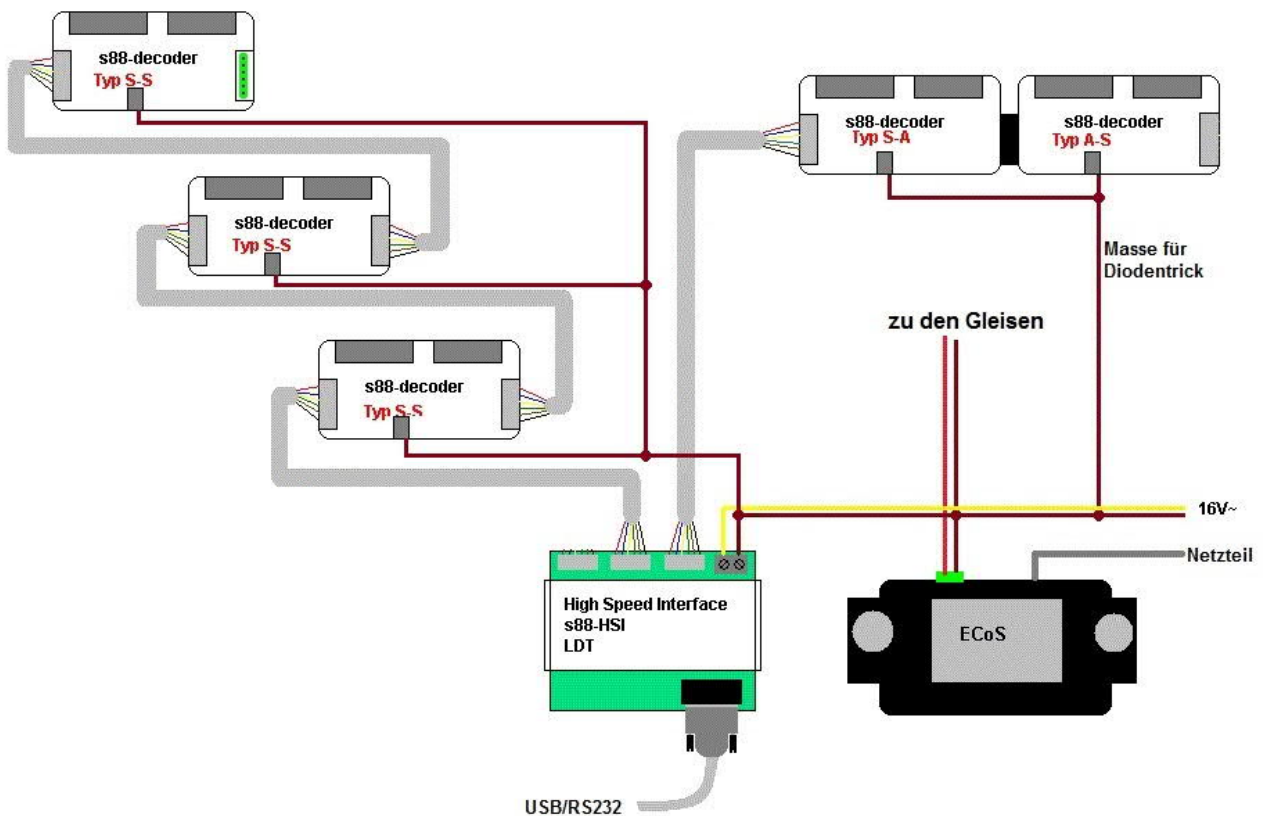 s88-decoder
Typ S-S
s88-decoder
Typ S-A
s88-decoder
Typ A-S
s88-decoder
Typ S-S
Masse für
Diodentrick
zu den Gleisen
s88-decoder
Typ S-S
16V~
Netzteil
High Speed Interface
s88-HSI
LDT
ECoS
USB/RS232